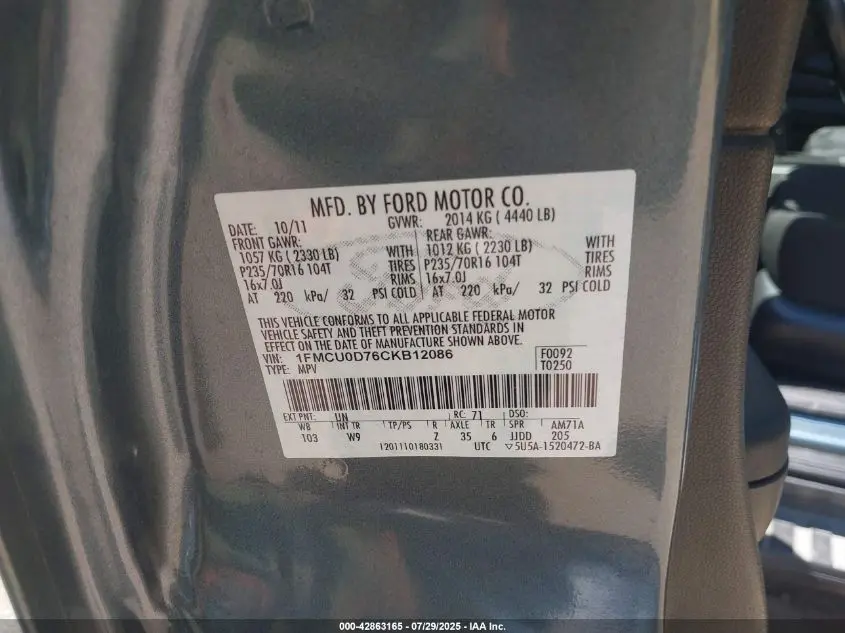 MFD. BY FORD MOTOR CO.
DATE: 10/11 GVWR: 2014 KG ( 4440 LB)
FRONT GAWR: REAR GAWR:
1057 KG ( 2330 LB) WITH 1012 KG ( 2230 LB) WITH
P235/70R16 104T TIRES P235/70R16 104T TIRES
16x7.0J RIMS 16x7.0J RIMS
AT 220 kPa/ 32 PSI COLD AT 220 kPa/ 32 PSI COLD
THIS VEHICLE CONFORMS TO ALL APPLICABLE FEDERAL MOTOR
VEHICLE SAFETY AND THEFT PREVENTION STANDARDS IN
EFFECT ON THE DATE OF MANUFACTURE SHOWN ABOVE.
VIN: 1FMCU0D76CKB12086 F0092
TYPE: MPV T0250
EXT PNT: UN RC: 71 DSO:
WB INT TR TP/PS R AXLE TR SPR AM71A
103 W9 Z 35 6 JJDD 205
1201110180331 UTC ▽5U5A-1520472-BA
000-42863165 | 07/29/2025 | IAA Inc.